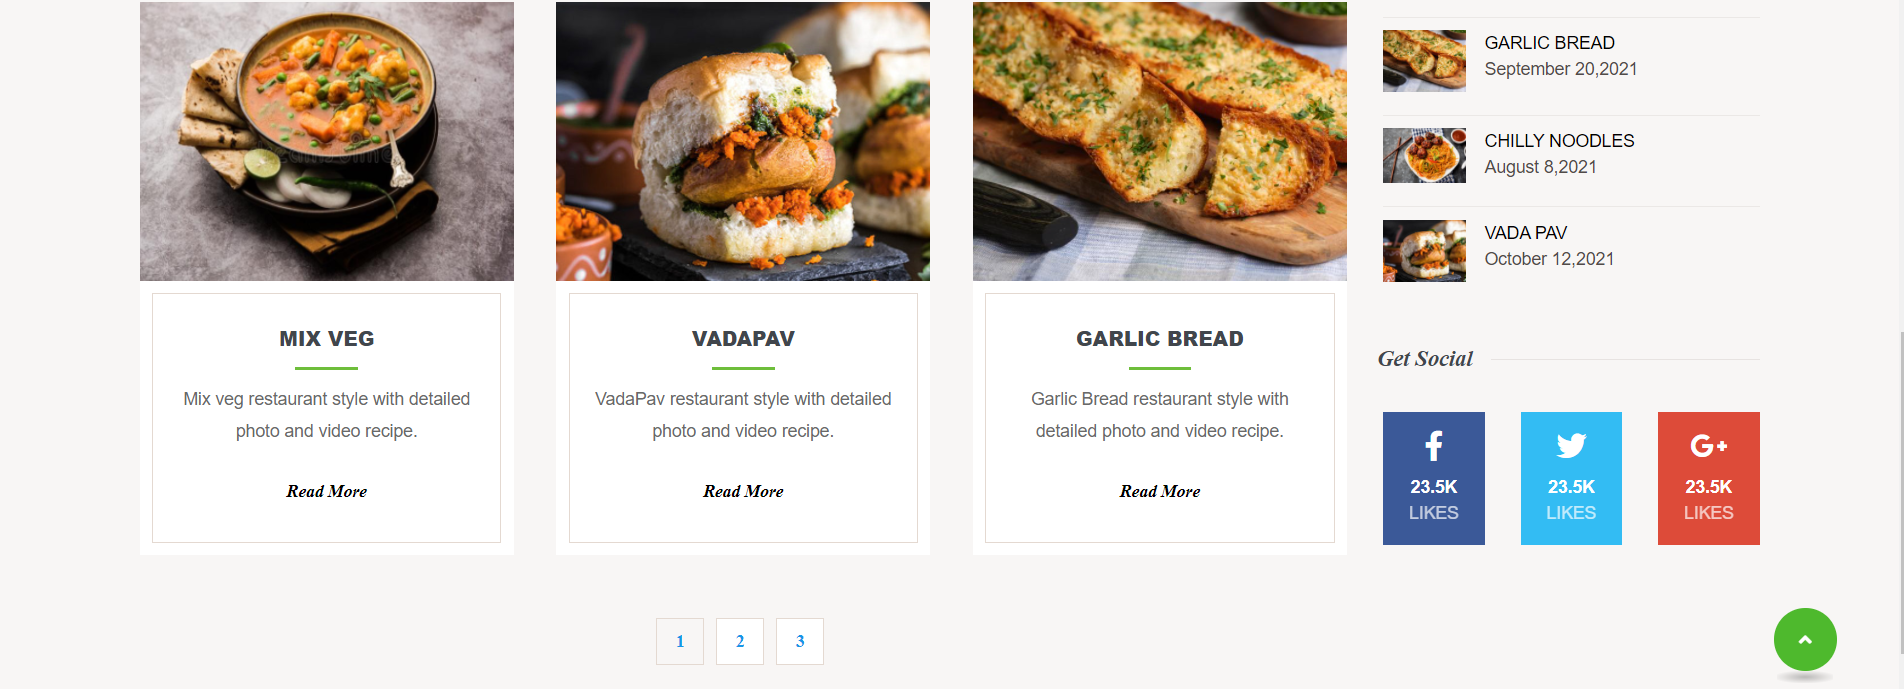 MIX VEG
Mix veg restaurant style with detailed
photo and video recipe.
Read More
VADAPAV
VadaPav restaurant style with detailed
photo and video recipe.
Read More
GARLIC BREAD
Garlic Bread restaurant style with
detailed photo and video recipe.
Read More
1
2
3
GARLIC BREAD
September 20,2021
CHILLY NOODLES
August 8,2021
VADA PAV
October 12,2021
Get Social
23.5K
LIKES
23.5K
LIKES
G+
23.5K
LIKES